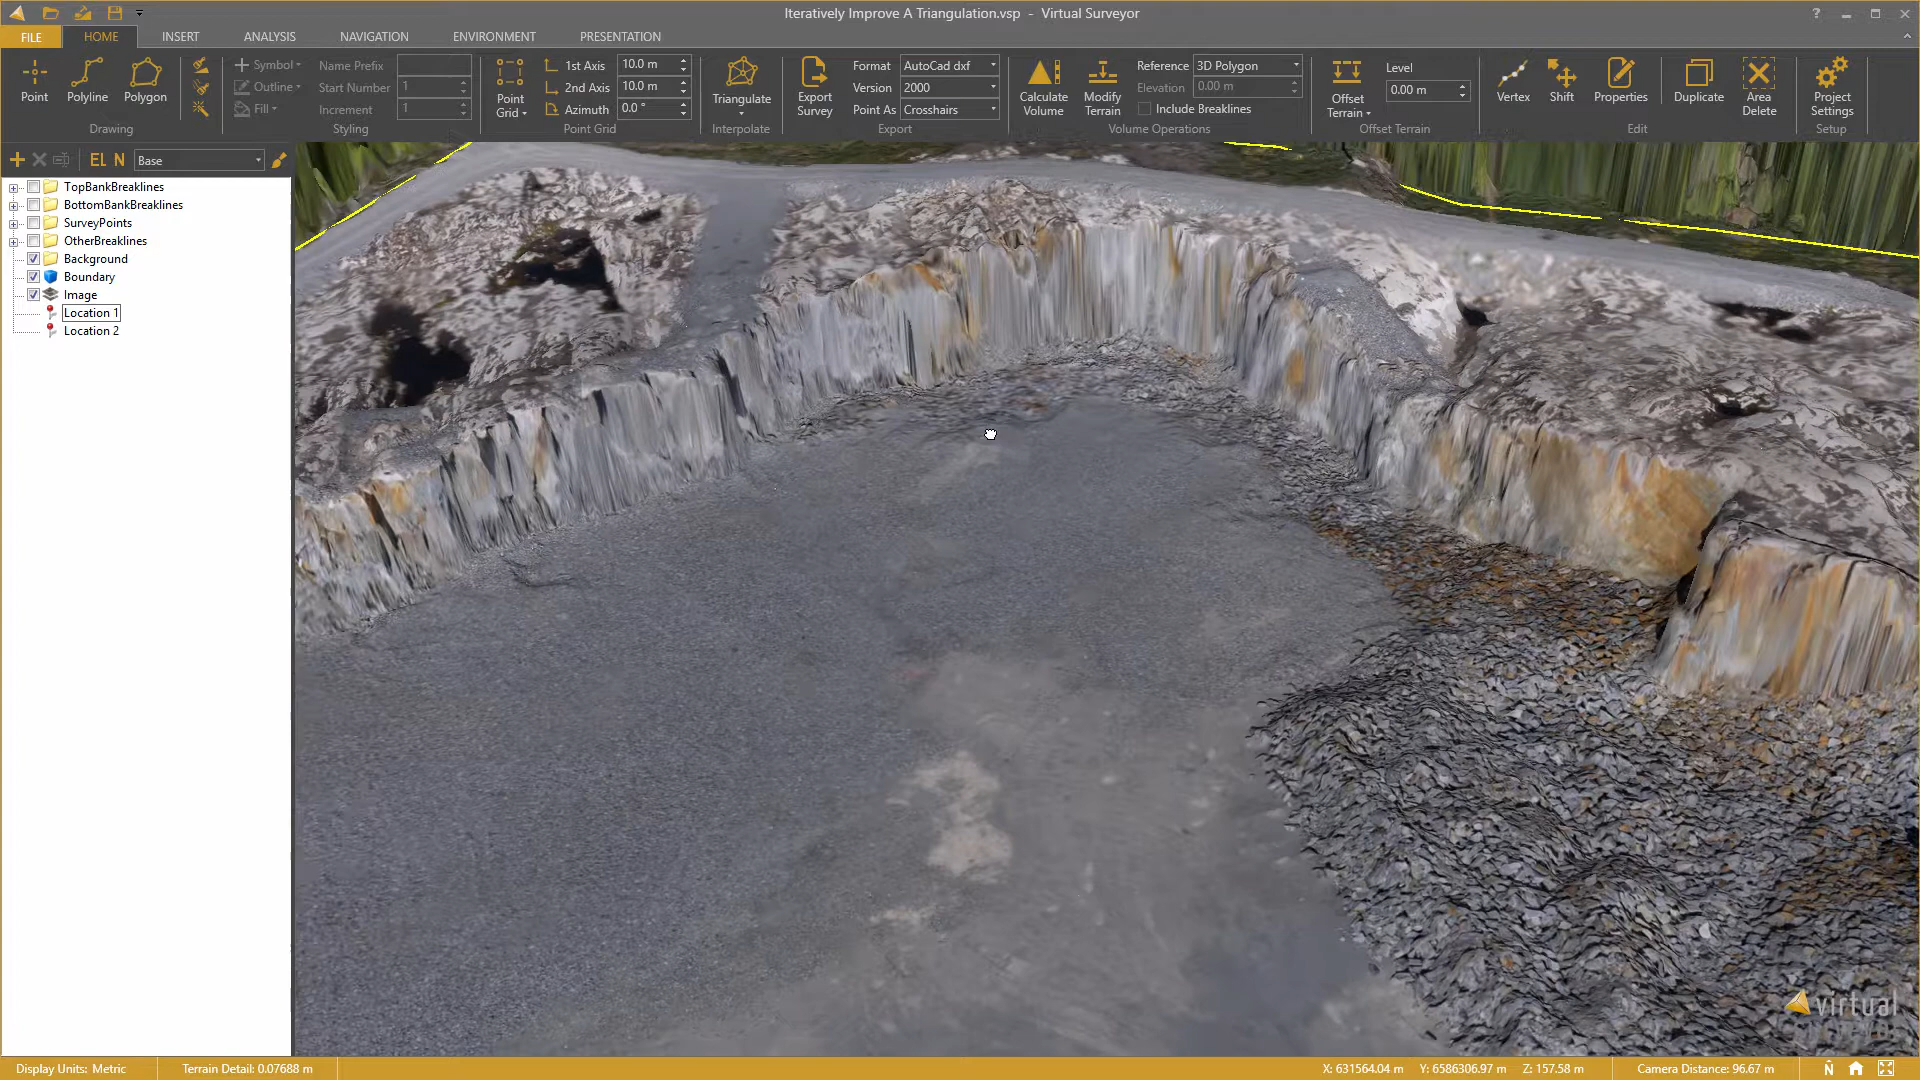 Iteratively Improve A Triangulation.vsp - Virtual Surveyor
?
FILE HOME INSERT ANALYSIS NAVIGATION ENVIRONMENT PRESENTATION
Point
Polyline
Polygon
Drawing
Symbol
Outline
Fill
Name Prefix
Start Number 1
Increment 1
Styling
Point
Grid
1st Axis 10.0 m
2nd Axis 10.0 m
Azimuth 0.0 °
Point Grid
Triangulate
Interpolate
Export
Survey
Format AutoCad dxf
Version 2000
Point As Crosshairs
Export
Calculate
Volume
Modify
Terrain
Reference 3D Polygon
Elevation 0.00 m
Include Breaklines
Volume Operations
Offset
Terrain
Level
0.00 m
Offset Terrain
Vertex
Shift
Properties
Duplicate
Area
Delete
Edit
Project
Settings
Setup
EL N Base
TopBankBreaklines
BottomBankBreaklines
SurveyPoints
OtherBreaklines
Background
Boundary
Image
Location 1
Location 2
virtual
Display Units: Metric
Terrain Detail: 0.07688 m
X: 631564.04 m Y: 6586306.97 m Z: 157.58 m
Camera Distance: 96.67 m